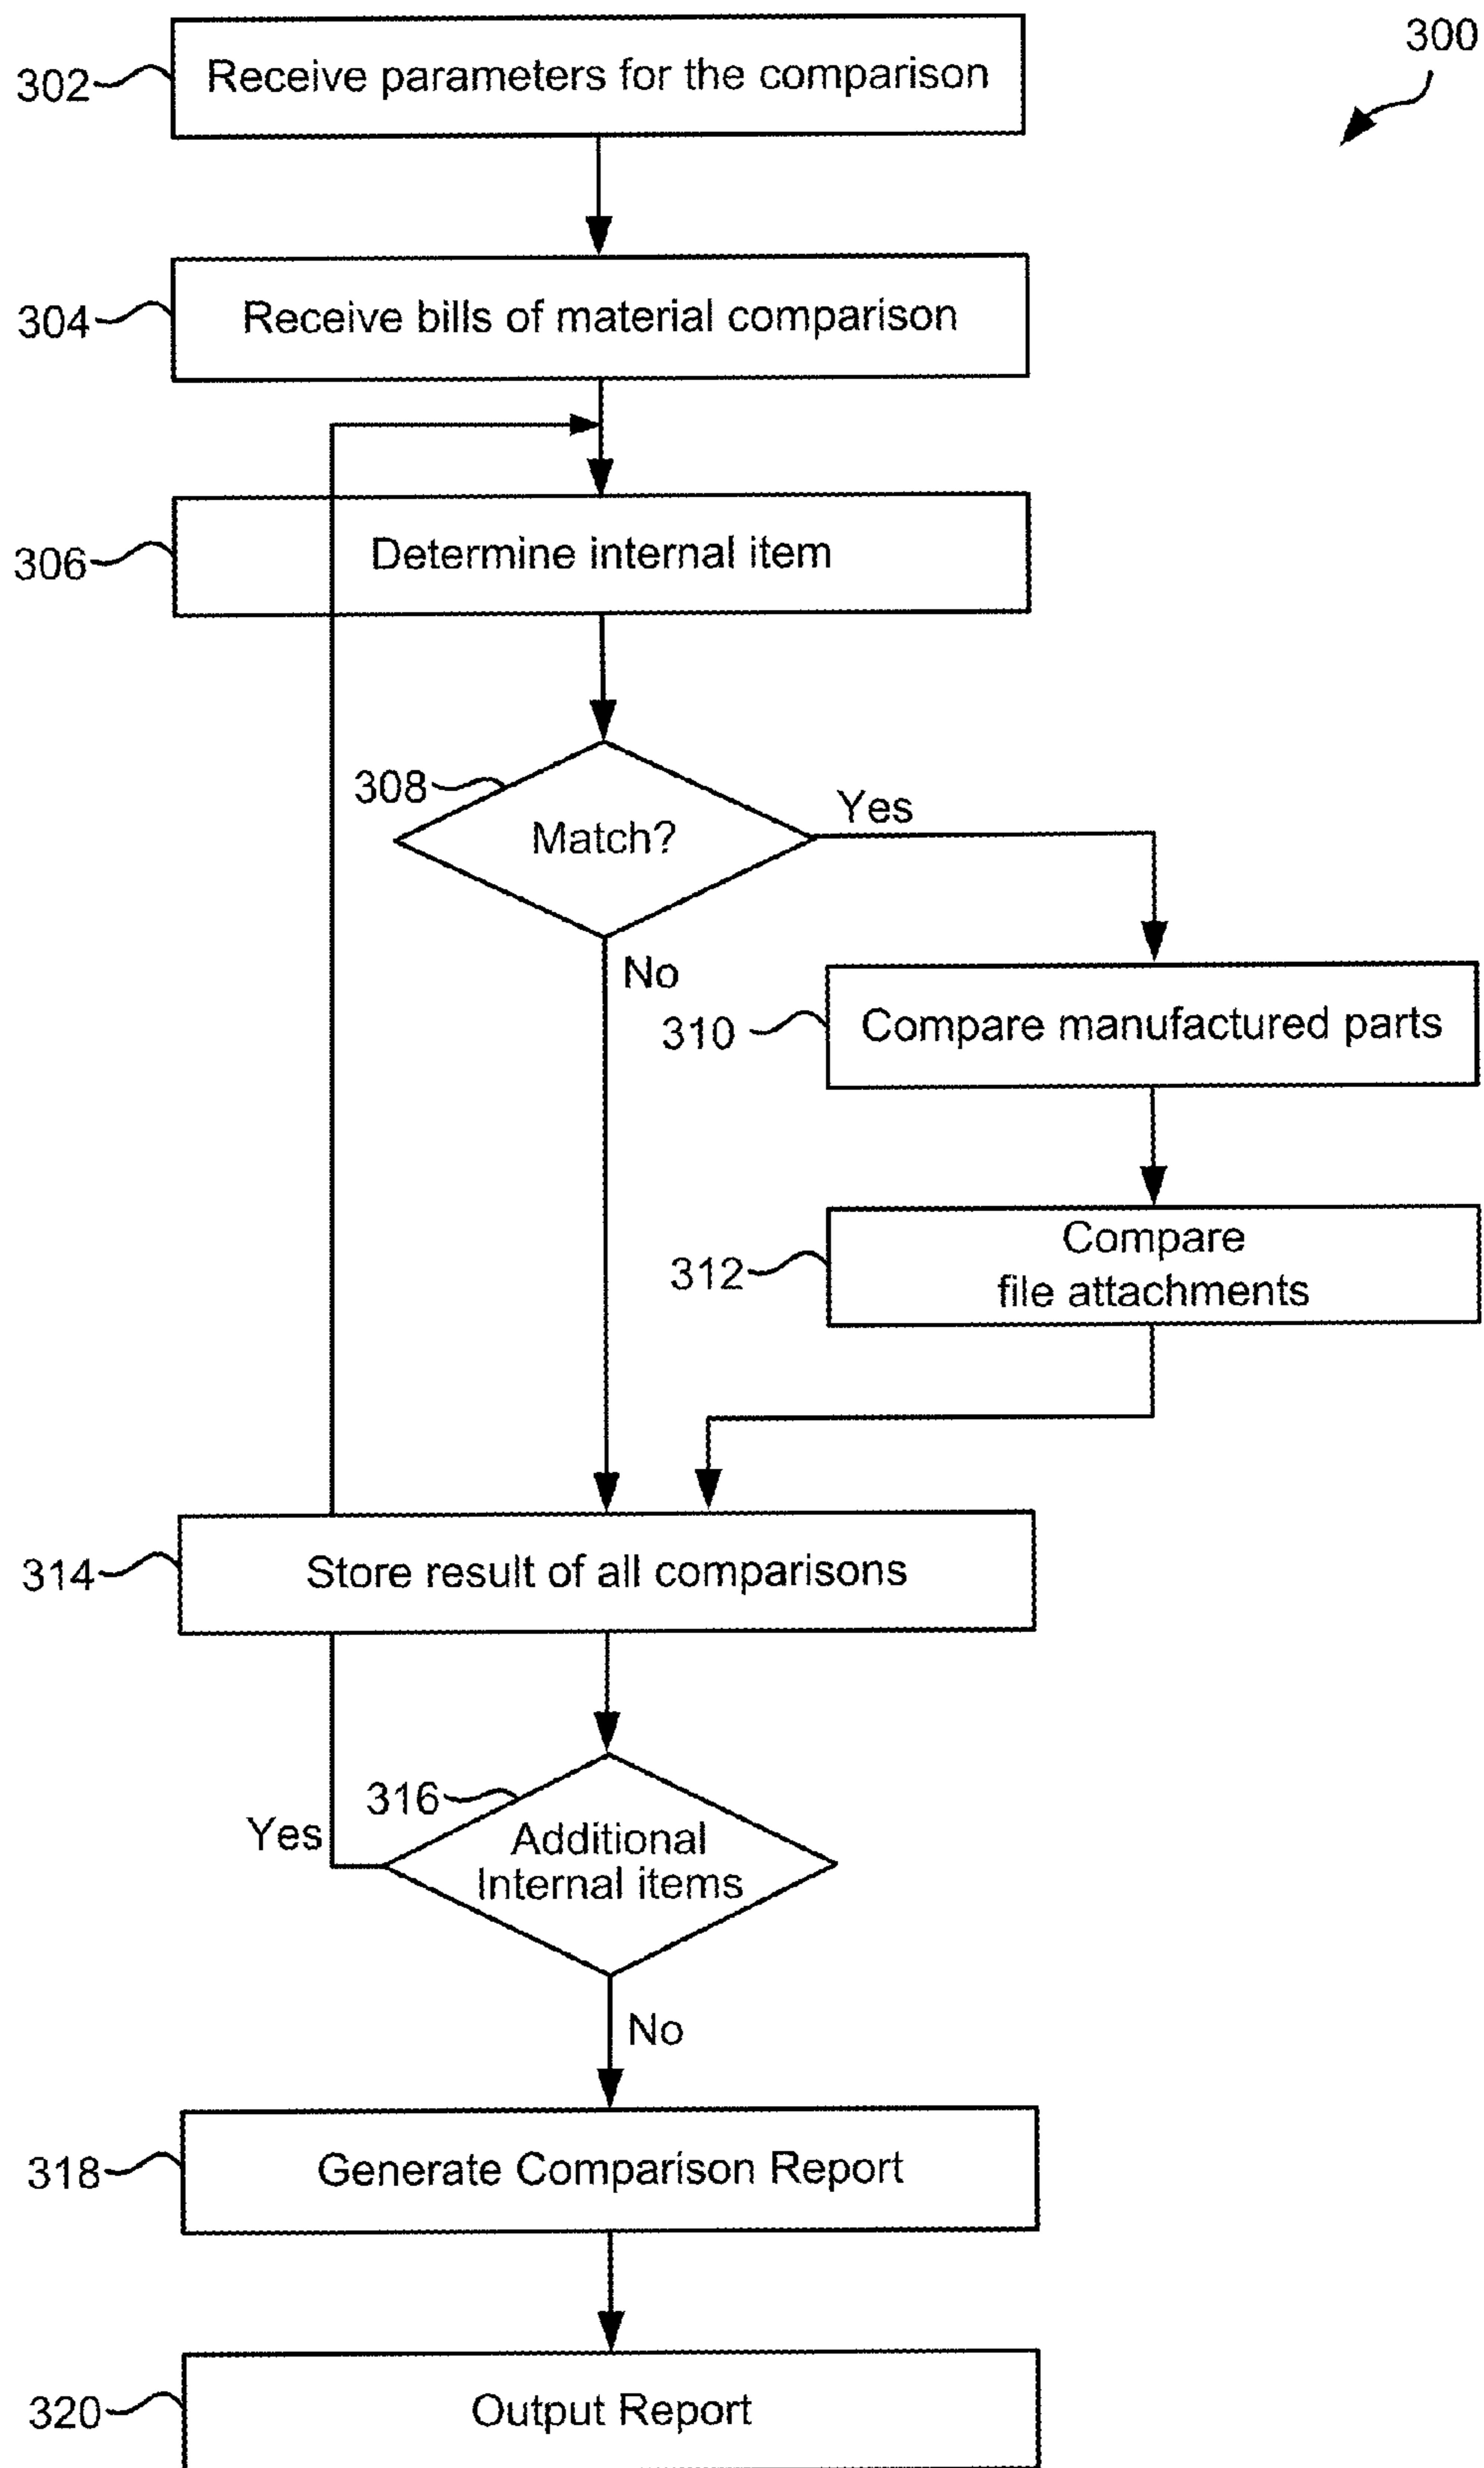 300
302 Receive parameters for the comparison
304 Receive bills of material comparison
306 Determine internal item
308 Match?
Yes
No
310 Compare manufactured parts
312 Compare
file attachments
314 Store result of all comparisons
316
Yes
Additional
Internal items
No
318 Generate Comparison Report
320 Output Report